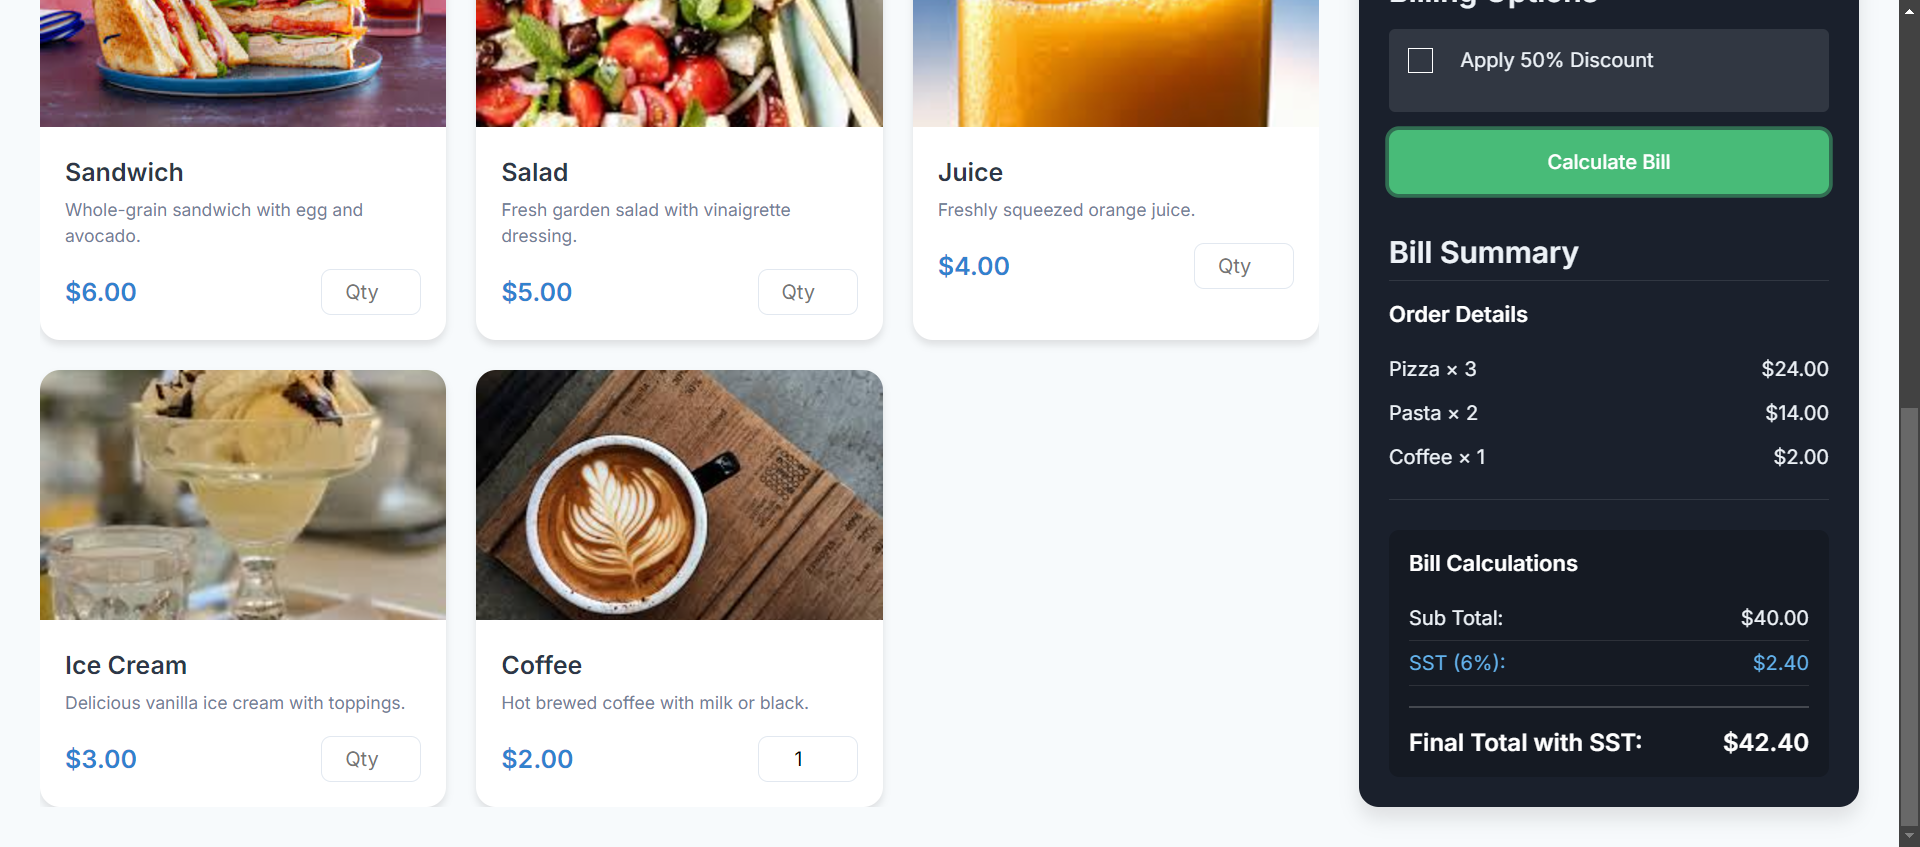 Sandwich
Whole-grain sandwich with egg and
avocado.
$6.00
Qty
Salad
Fresh garden salad with vinaigrette
dressing.
$5.00
Qty
Juice
Freshly squeezed orange juice.
$4.00
Qty
Ice Cream
Delicious vanilla ice cream with toppings.
$3.00
Qty
Coffee
Hot brewed coffee with milk or black.
$2.00
1
Billing Options
Apply 50% Discount
Calculate Bill
Bill Summary
Order Details
Pizza × 3 $24.00
Pasta × 2 $14.00
Coffee × 1 $2.00
Bill Calculations
Sub Total: $40.00
SST (6%): $2.40
Final Total with SST: $42.40